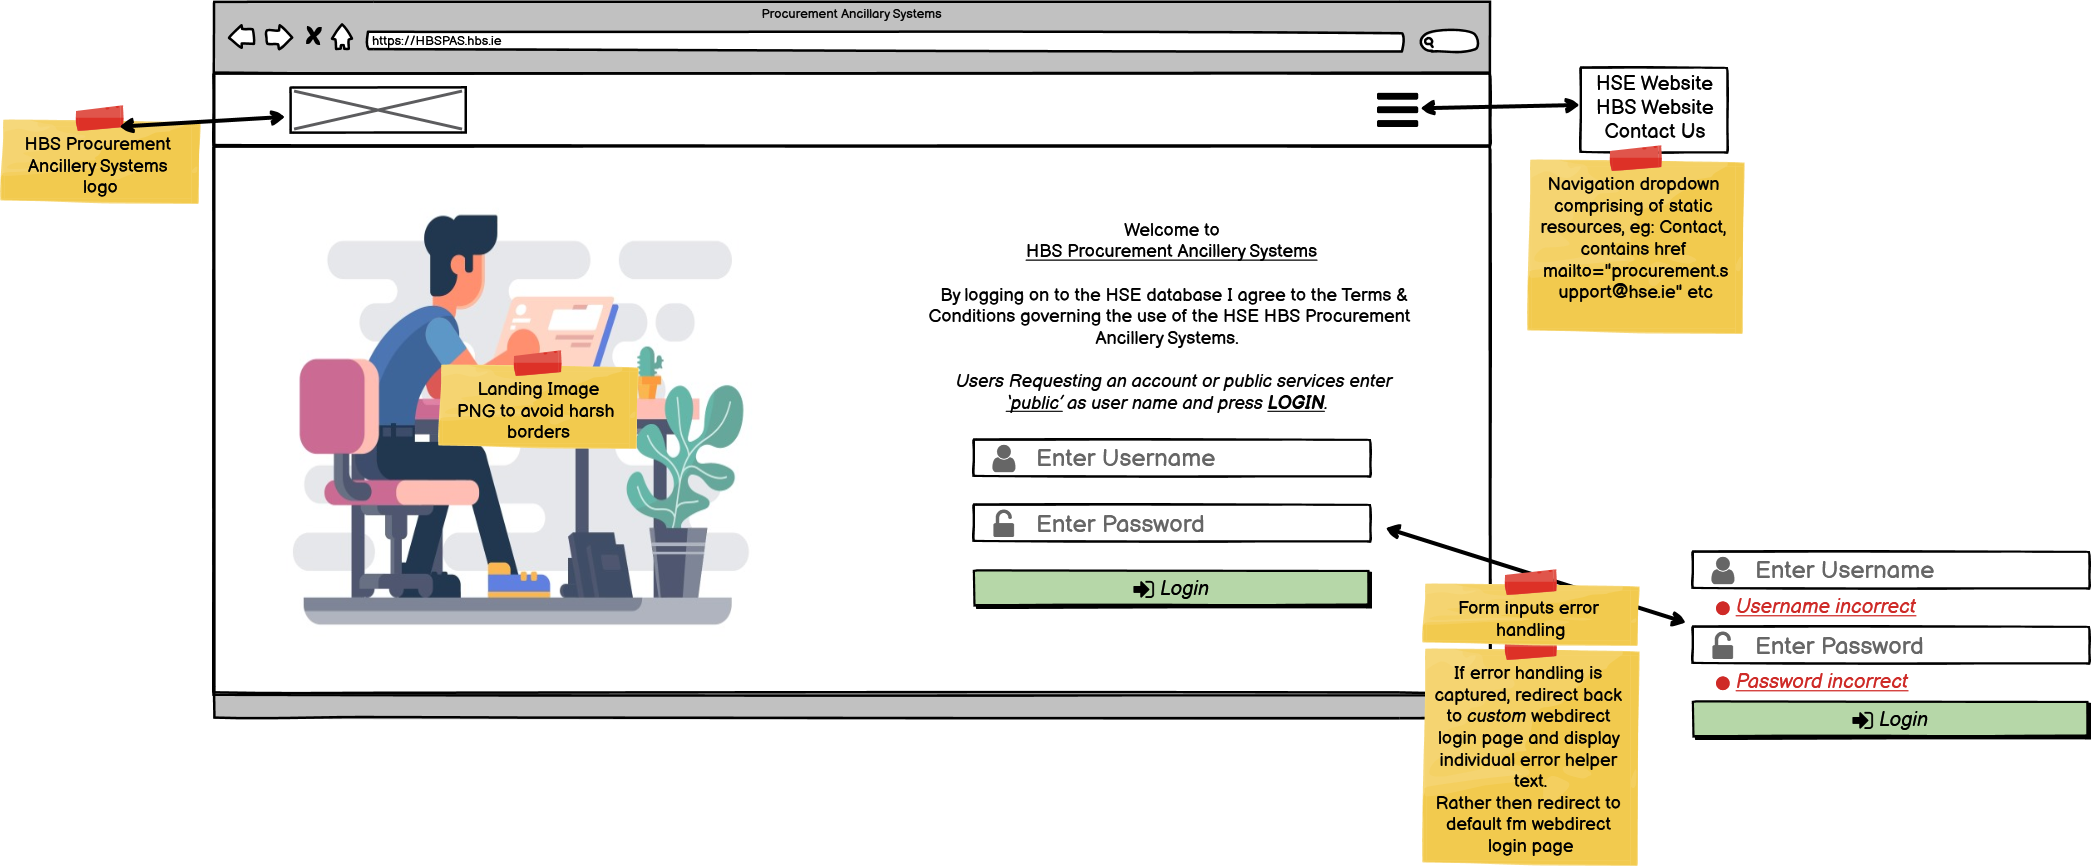 Procurement Ancillary Systems
https://HBSPAS.hbs.ie
HBS Procurement
Ancillery Systems
logo
HSE Website
HBS Website
Contact Us
Navigation dropdown
comprising of static
resources, eg: Contact,
contains href
mailto="procurement.s
upport@hse.ie" etc
Welcome to
HBS Procurement Ancillery Systems
By logging on to the HSE database I agree to the Terms &
Conditions governing the use of the HSE HBS Procurement
Ancillery Systems.
Users Requesting an account or public services enter
'public' as user name and press LOGIN.
Landing Image
PNG to avoid harsh
borders
Enter Username
Enter Password
Login
Form inputs error
handling
If error handling is
captured, redirect back
to custom webdirect
login page and display
individual error helper
text.
Rather then redirect to
default fm webdirect
login page
Enter Username
Username incorrect
Enter Password
Password incorrect
Login